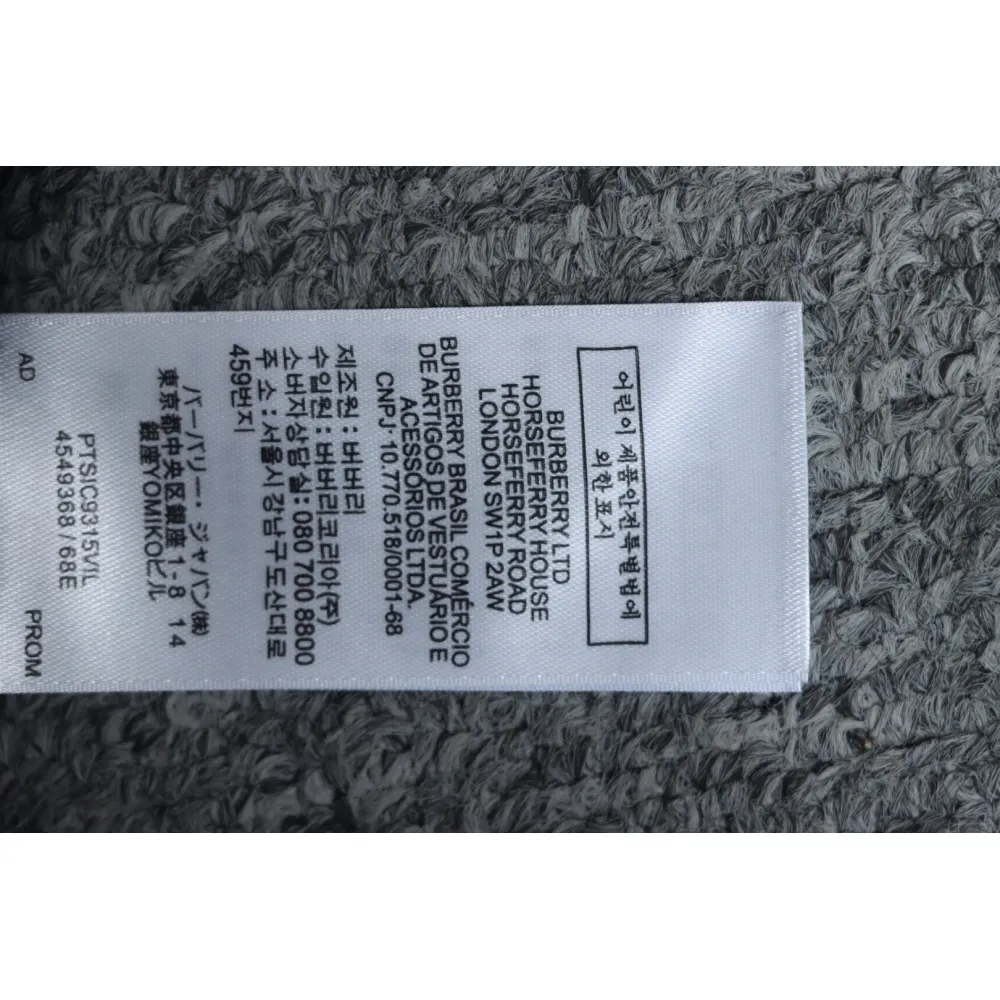 어린이 제품안전특별법에
의한 표시
BURBERRY LTD
HORSEFERRY HOUSE
HORSEFERRY ROAD
LONDON SW1P 2AW
BURBERRY BRASIL COMÉRCIO
DE ARTIGOS DE VESTUÁRIO E
ACESSÓRIOS LTDA.
CNPJ· 10.770.518/0001-68
제조원 : 버버리
수입원 : 버버리코리아(주)
소비자상담실: 080 700 8800
주 소 : 서울시 강남구 도산대로
459번지
バーバリー・ジャパン(株)
東京都中央区銀座 1-8 14
銀座YOMIKOビル
PTSIC9315VIL
4549368 / 68E
AD PROM